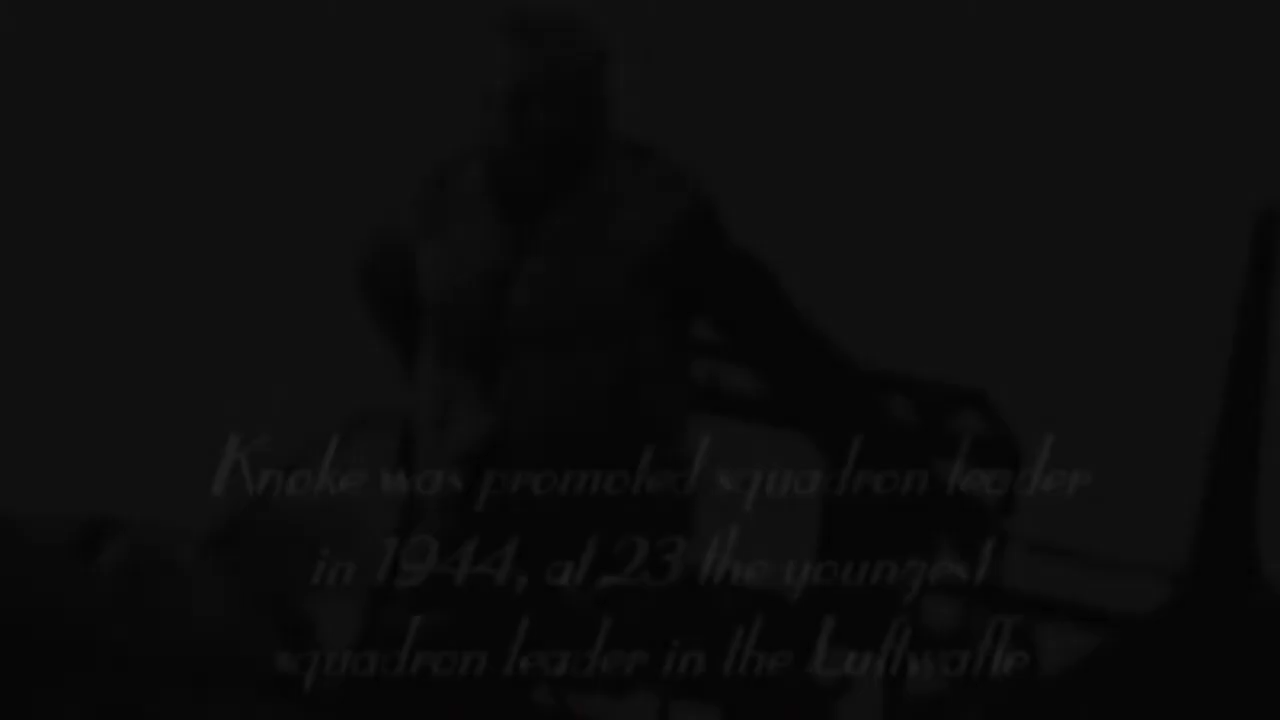 Knoke was promoted squadron leader
in 1944, at 23 the youngest
squadron leader in the Luftwaffe